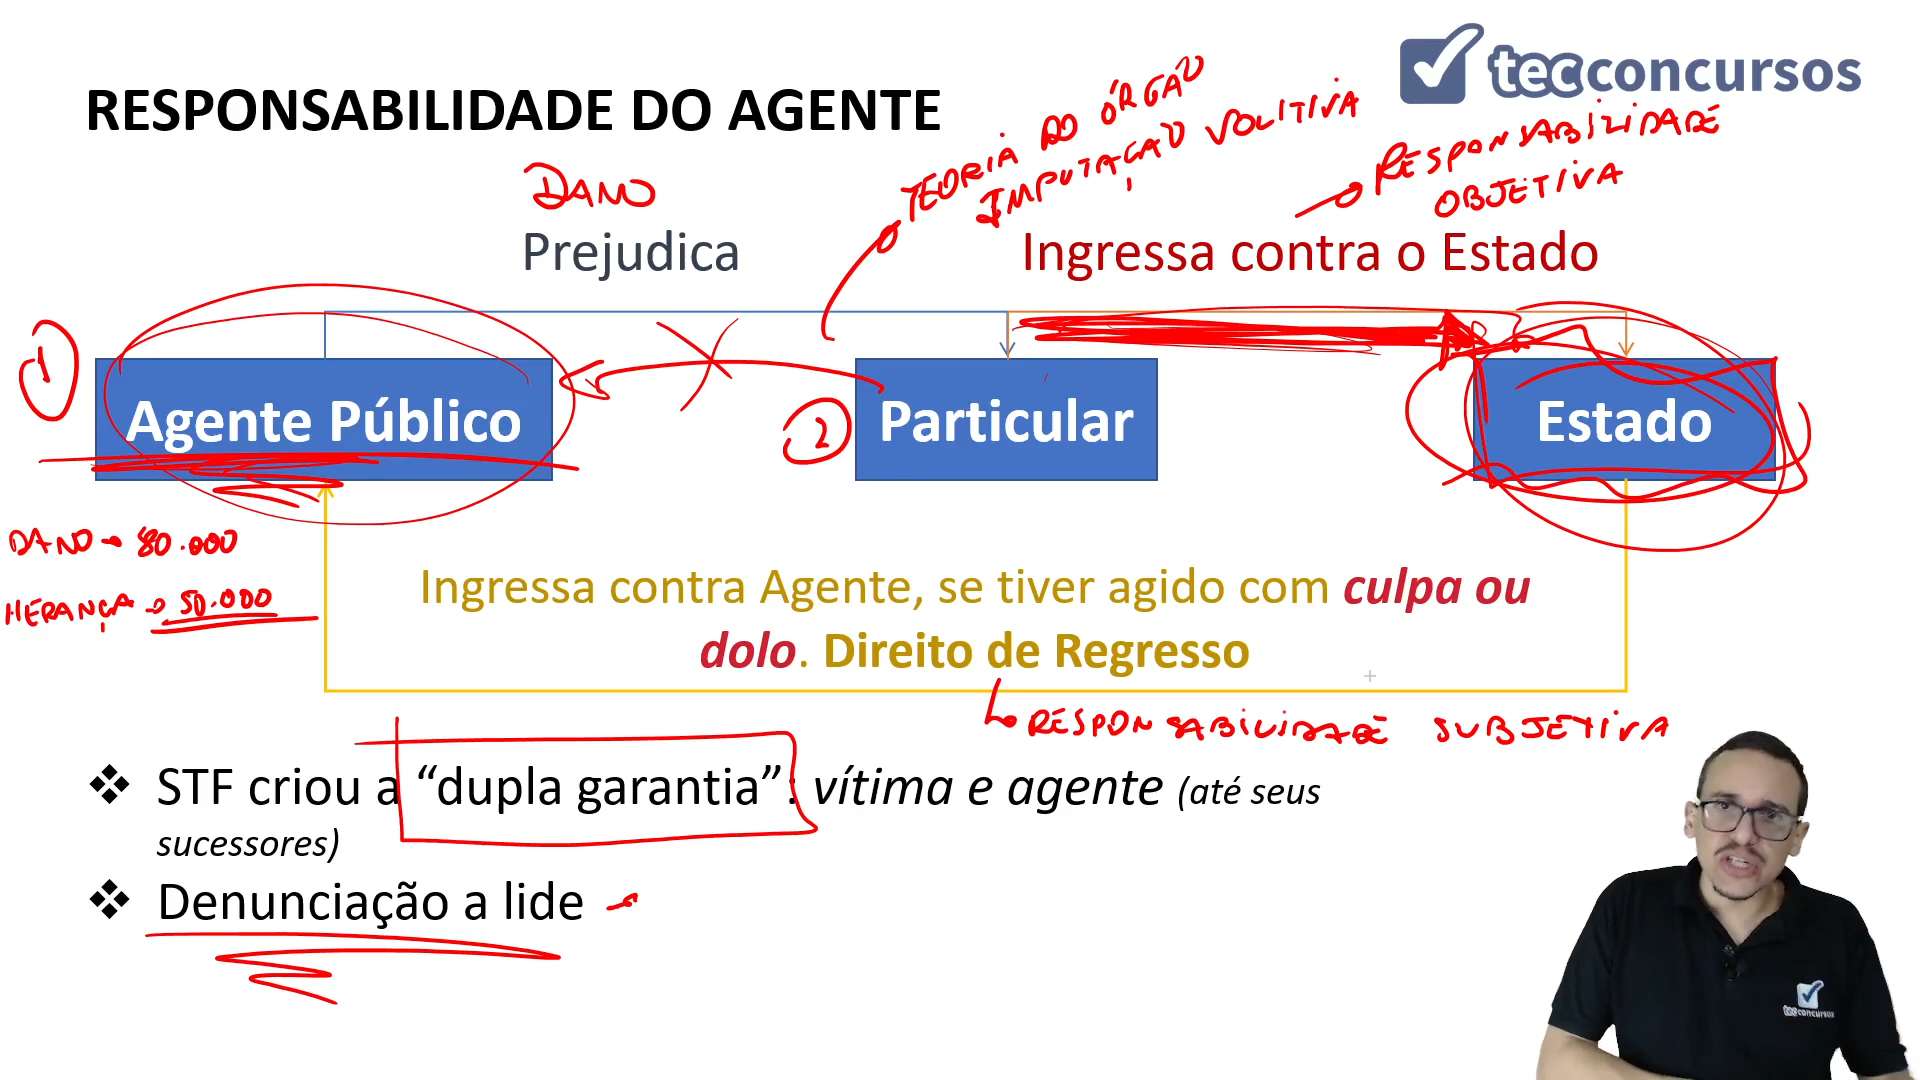 tecconcursos
RESPONSABILIDADE DO AGENTE
TEORIA DO ÓRGÃO
IMPUTAÇÃO VOLITIVA
RESPONSABILIDADE
OBJETIVA
DANO
Prejudica
Ingressa contra o Estado
1
Agente Público
2
Particular
Estado
DANO 80.000
HERANÇA 50.000
Ingressa contra Agente, se tiver agido com culpa ou
dolo. Direito de Regresso
RESPONSABILIDADE SUBJETIVA
❖ STF criou a “dupla garantia”: vítima e agente (até seus
sucessores)
❖ Denunciação a lide
tecconcursos